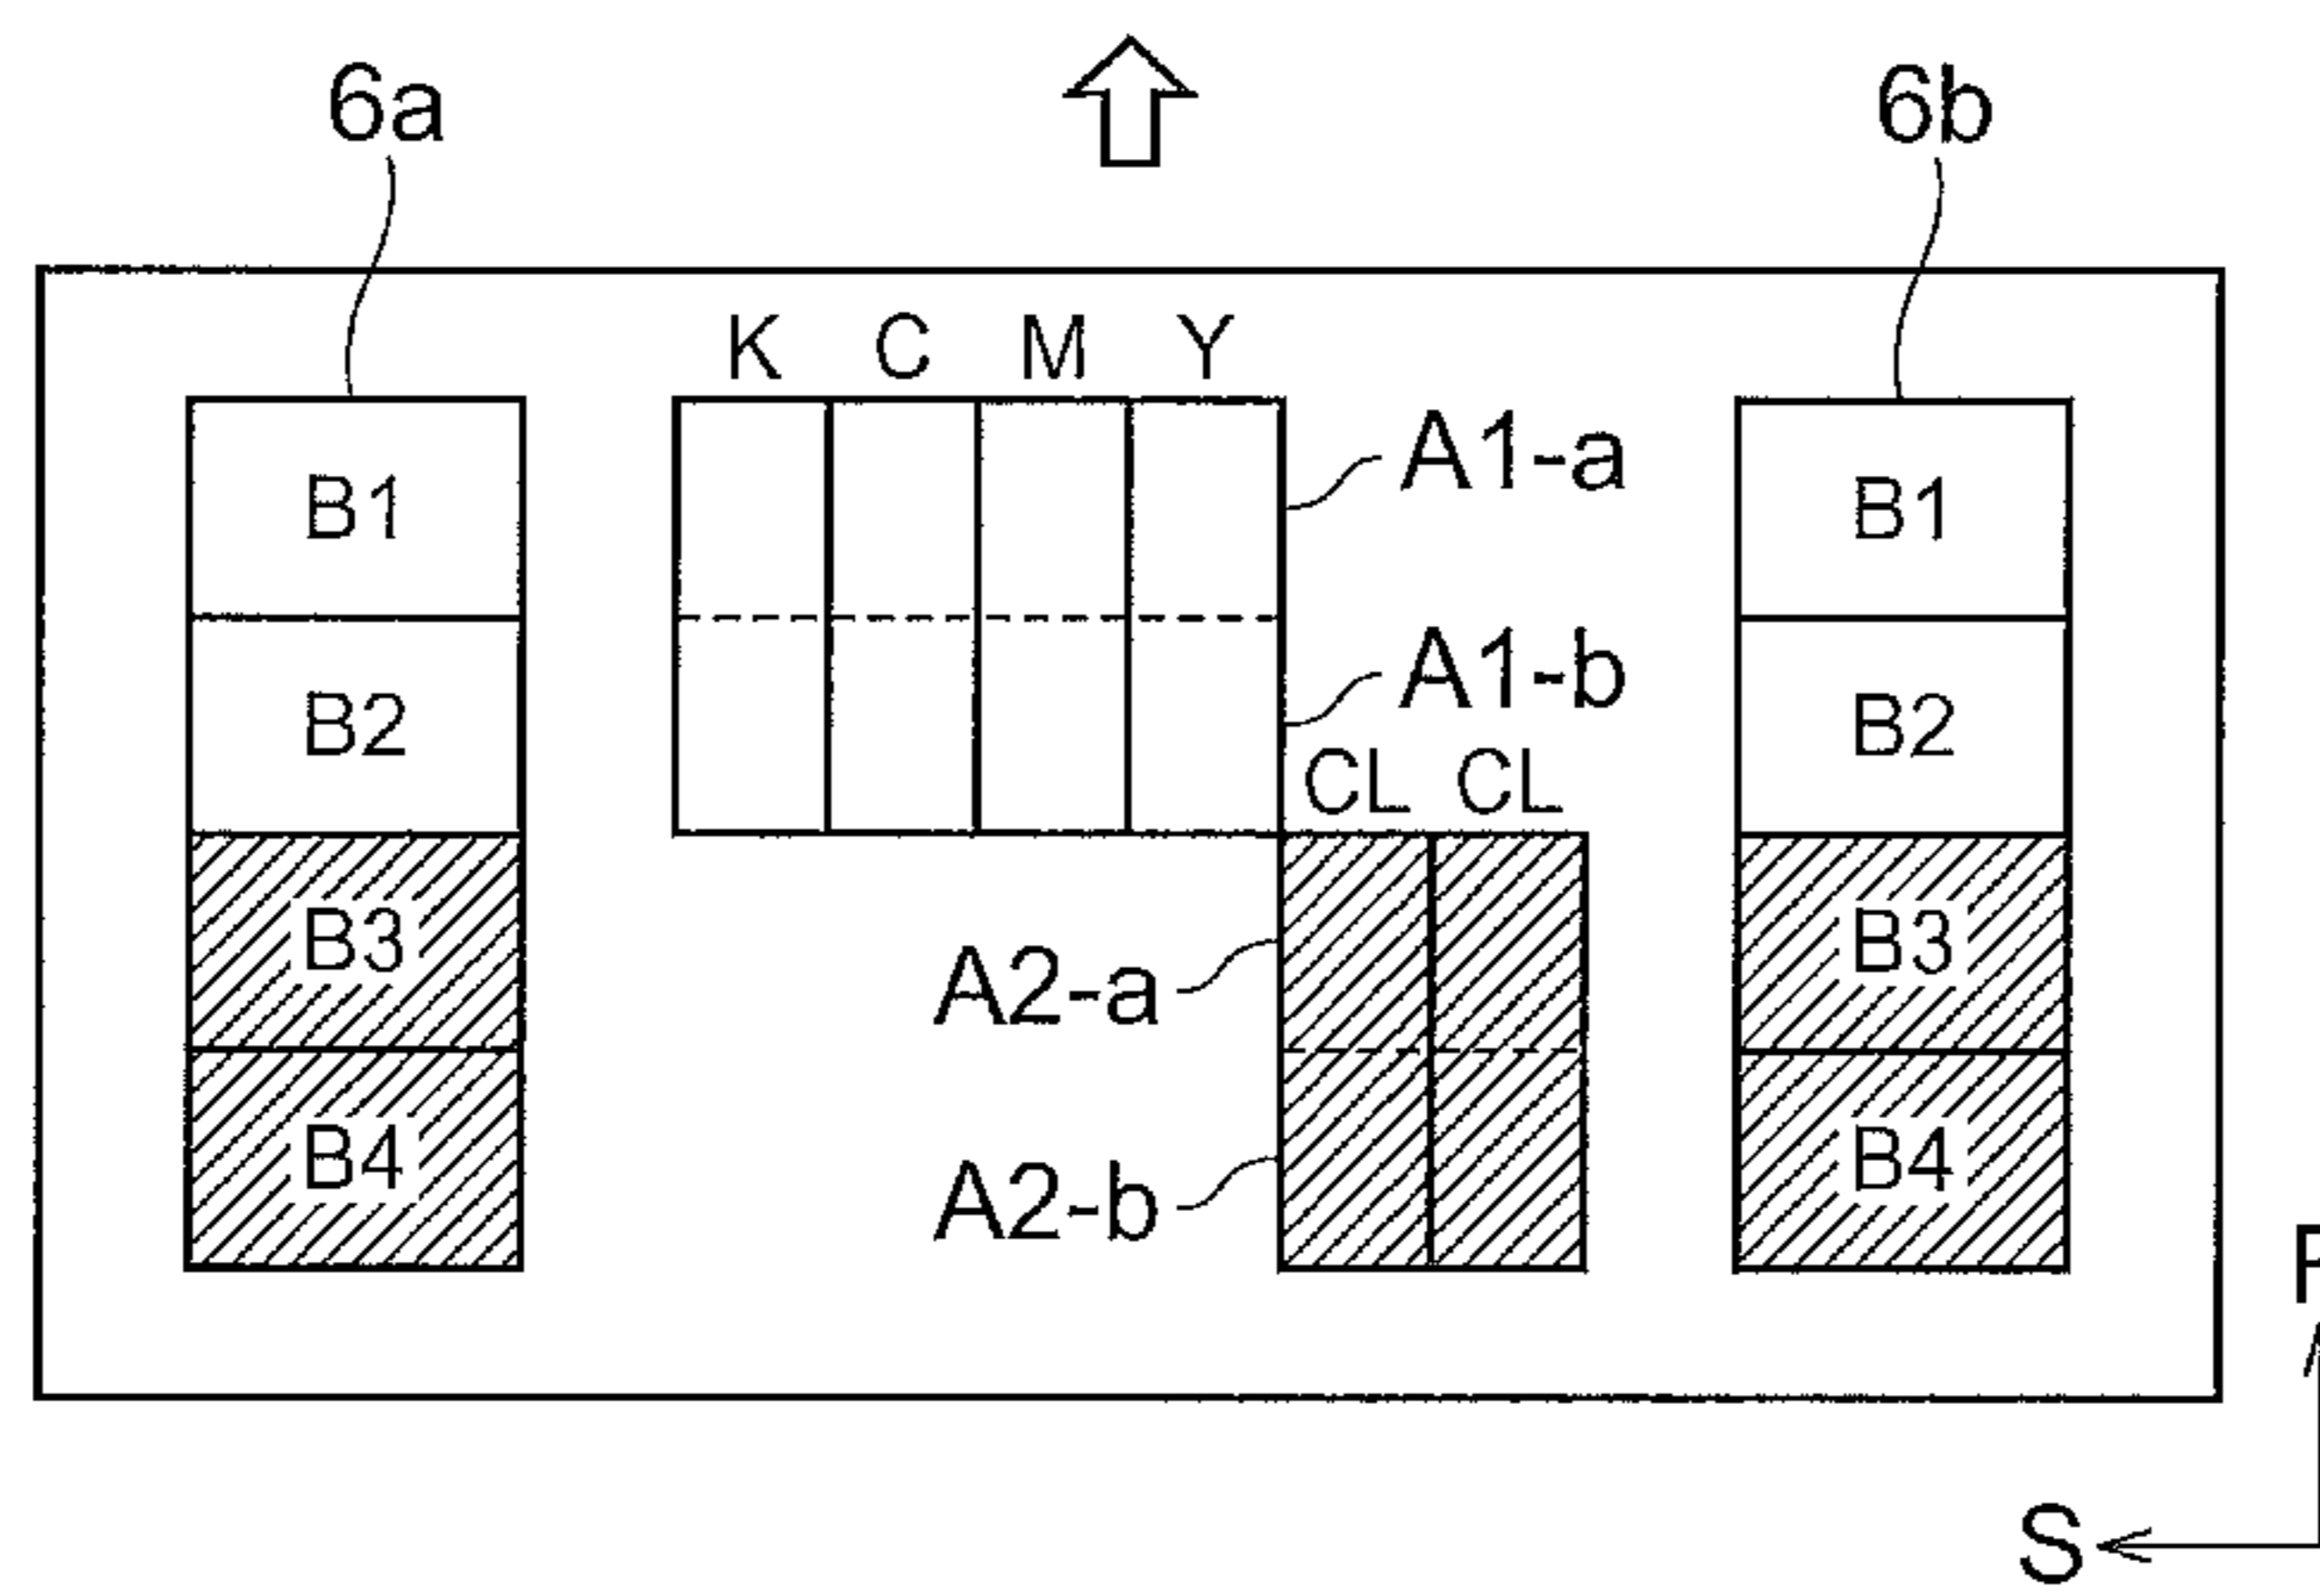 6a 6b
K C M Y
A1-a
B1 B1
A1-b
B2 B2
CL CL
B3 B3
A2-a
B4 B4
A2-b
S